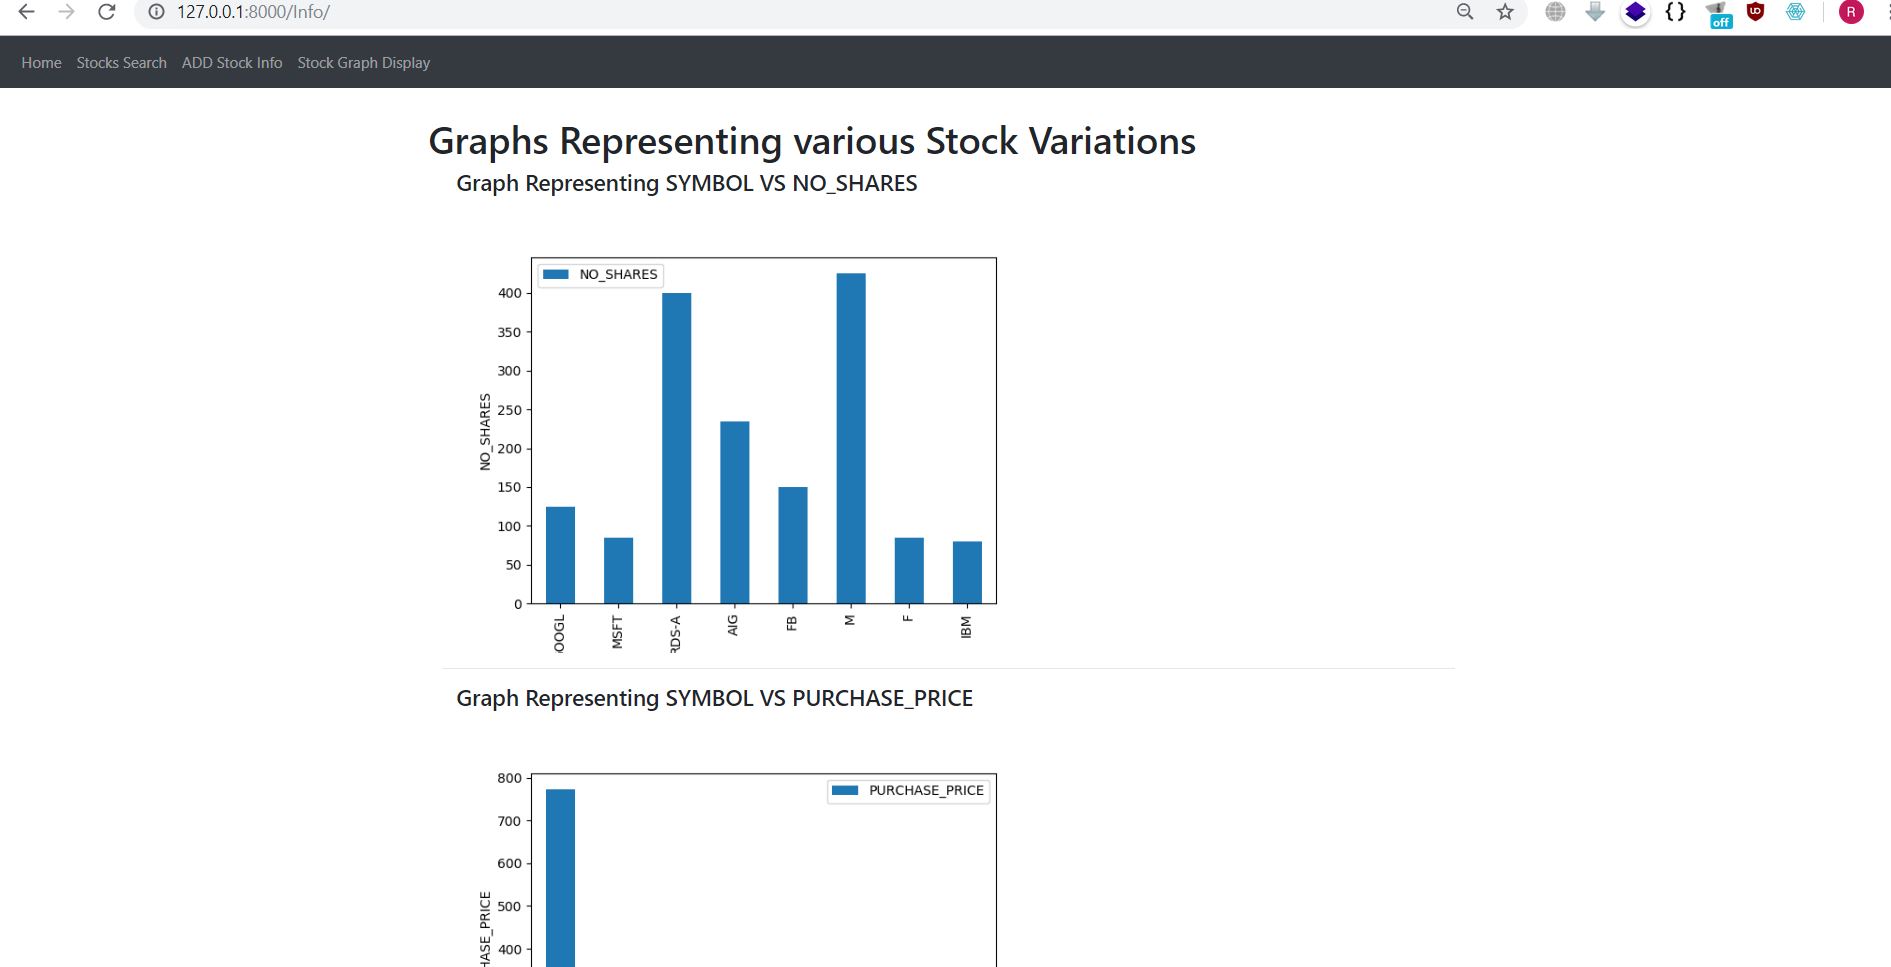 127.0.0.1:8000/Info/
off
R
Home Stocks Search ADD Stock Info Stock Graph Display
Graphs Representing various Stock Variations
Graph Representing SYMBOL VS NO_SHARES
NO_SHARES
400
350
300
250
200
150
100
50
0
NO_SHARES
OOGL MSFT RDS-A AIG FB M F IBM
Graph Representing SYMBOL VS PURCHASE_PRICE
PURCHASE_PRICE
800
700
600
500
400
HASE_PRICE